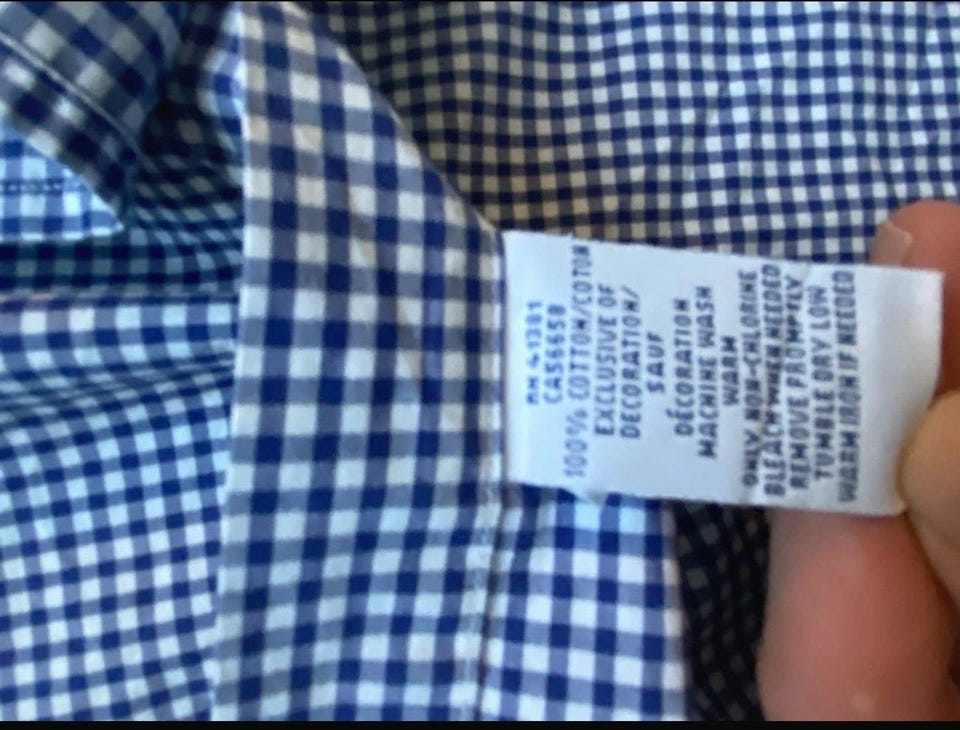 RN 41381
CA56658
100% COTTON/COTON
EXCLUSIVE OF
DECORATION/
SAUF
DÉCORATION
MACHINE WASH
WARM
ONLY NON-CHLORINE
BLEACH WHEN NEEDED
REMOVE PROMPTLY
TUMBLE DRY LOW
WARM IRON IF NEEDED